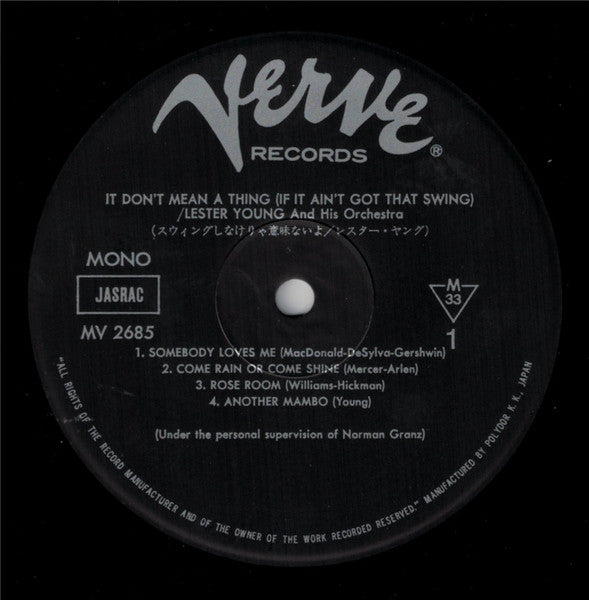 Verve®
RECORDS
IT DON'T MEAN A THING (IF IT AIN'T GOT THAT SWING)
/LESTER YOUNG And His Orchestra
(スウィングしなけりゃ意味ないよ/レスター・ヤング)
MONO
JASRAC
MV 2685
M
33
1
1. SOMEBODY LOVES ME (MacDonald-DeSylva-Gershwin)
2. COME RAIN OR COME SHINE (Mercer-Arlen)
3. ROSE ROOM (Williams-Hickman)
4. ANOTHER MAMBO (Young)
(Under the personal supervision of Norman Granz)
"ALL RIGHTS OF THE RECORD MANUFACTURER AND OF THE OWNER OF THE WORK RECORDED RESERVED." MANUFACTURED BY POLYDOR K.K., JAPAN